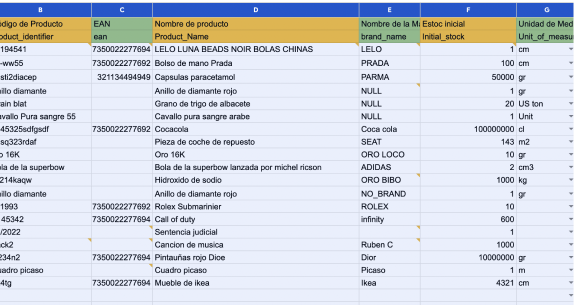 B C D E F G
ódigo de Producto EAN Nombre de producto Nombre de la Ma Estoc inicial Unidad de Med
product_identifier ean Product_Name brand_name Initial_stock Unit_of_measu
194541 7350022277694 LELO LUNA BEADS NOIR BOLAS CHINAS LELO 1 cm
-ww55 7350022277692 Bolso de mano Prada PRADA 100 cm
sti2diacep 321134494949 Capsulas paracetamol PARMA 50000 gr
nillo diamante Anillo de diamante rojo NULL 1 gr
rain blat Grano de trigo de albacete NULL 20 US ton
avallo Pura sangre 55 Cavallo pura sangre arabe NULL 1 Unit
45325sdfgsdf 7350022277692 Cocacola Coca cola 100000000 cl
sq323rdaf Pieza de coche de repuesto SEAT 143 m2
o 16K Oro 16K ORO LOCO 10 gr
ola de la superbow Bola de la superbow lanzada por michel ricson ADIDAS 2 cm3
214kaqw Hidroxido de sodio ORO BIBO 1000 kg
nillo diamante Anillo de diamante rojo NO_BRAND 1 gr
1993 7350022277692 Rolex Submarinier ROLEX 10
45342 7350022277694 Call of duty infinity 600
/2022 Sentencia judicial 1
ack2 Cancion de musica Ruben C 1000
234n2 7350022277694 Pintauñas rojo Dioe Dior 10000000 gr
uadro picaso Cuadro picaso Picaso 1 m
4tg 7350022277694 Mueble de ikea Ikea 4321 cm